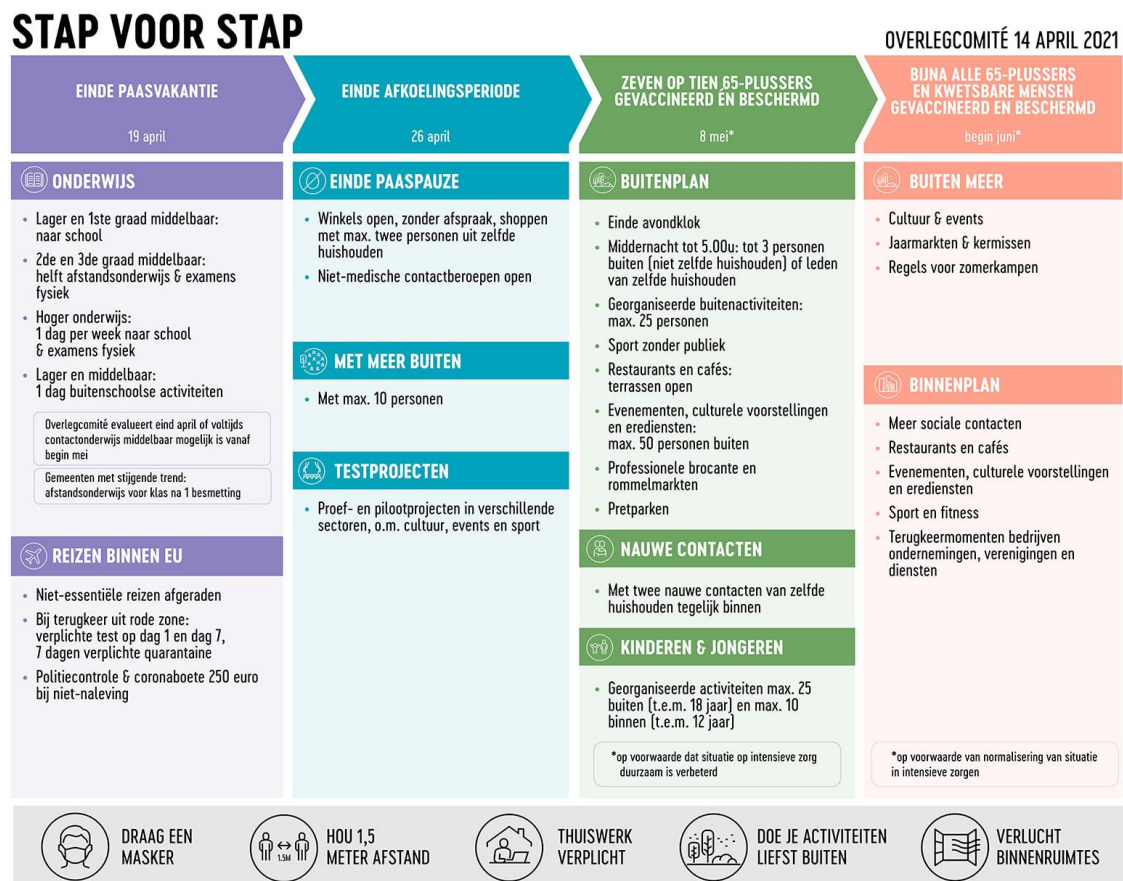 STAP VOOR STAP
OVERLEGCOMITÉ 14 APRIL 2021
EINDE PAASVAKANTIE
19 april
ONDERWIJS
• Lager en 1ste graad middelbaar:
naar school
• 2de en 3de graad middelbaar:
helft afstandsonderwijs & examens
fysiek
• Hoger onderwijs:
1 dag per week naar school
& examens fysiek
• Lager en middelbaar:
1 dag buitenschoolse activiteiten
Overlegcomité evalueert eind april of voltijds
contactonderwijs middelbaar mogelijk is vanaf
begin mei
Gemeenten met stijgende trend:
afstandsonderwijs voor klas na 1 besmetting
REIZEN BINNEN EU
• Niet-essentiële reizen afgeraden
• Bij terugkeer uit rode zone:
verplichte test op dag 1 en dag 7,
7 dagen verplichte quarantaine
• Politiecontrole & coronaboete 250 euro
bij niet-naleving
EINDE AFKOELINGSPERIODE
26 april
EINDE PAASPAUZE
• Winkels open, zonder afspraak, shoppen
met max. twee personen uit zelfde
huishouden
• Niet-medische contactberoepen open
MET MEER BUITEN
• Met max. 10 personen
TESTPROJECTEN
• Proef- en pilootprojecten in verschillende
sectoren, o.m. cultuur, events en sport
ZEVEN OP TIEN 65-PLUSSERS
GEVACCINEERD ÉN BESCHERMD
8 mei*
BUITENPLAN
• Einde avondklok
• Middernacht tot 5.00u: tot 3 personen
buiten (niet zelfde huishouden) of leden
van zelfde huishouden
• Georganiseerde buitenactiviteiten:
max. 25 personen
• Sport zonder publiek
• Restaurants en cafés:
terrassen open
• Evenementen, culturele voorstellingen
en erediensten:
max. 50 personen buiten
• Professionele brocante en
rommelmarkten
• Pretparken
NAUWE CONTACTEN
• Met twee nauwe contacten van zelfde
huishouden tegelijk binnen
KINDEREN & JONGEREN
• Georganiseerde activiteiten max. 25
buiten (t.e.m. 18 jaar) en max. 10
binnen (t.e.m. 12 jaar)
*op voorwaarde dat situatie op intensieve zorg
duurzaam is verbeterd
BIJNA ALLE 65-PLUSSERS
EN KWETSBARE MENSEN
GEVACCINEERD EN BESCHERMD
begin juni*
BUITEN MEER
• Cultuur & events
• Jaarmarkten & kermissen
• Regels voor zomerkampen
BINNENPLAN
• Meer sociale contacten
• Restaurants en cafés
• Evenementen, culturele voorstellingen
en erediensten
• Sport en fitness
• Terugkeermomenten bedrijven
ondernemingen, verenigingen en
diensten
*op voorwaarde van normalisering van situatie
in intensieve zorgen
DRAAG EEN
MASKER
1.5M
HOU 1,5
METER AFSTAND
THUISWERK
VERPLICHT
DOE JE ACTIVITEITEN
LIEFST BUITEN
VERLUCHT
BINNENRUIMTES